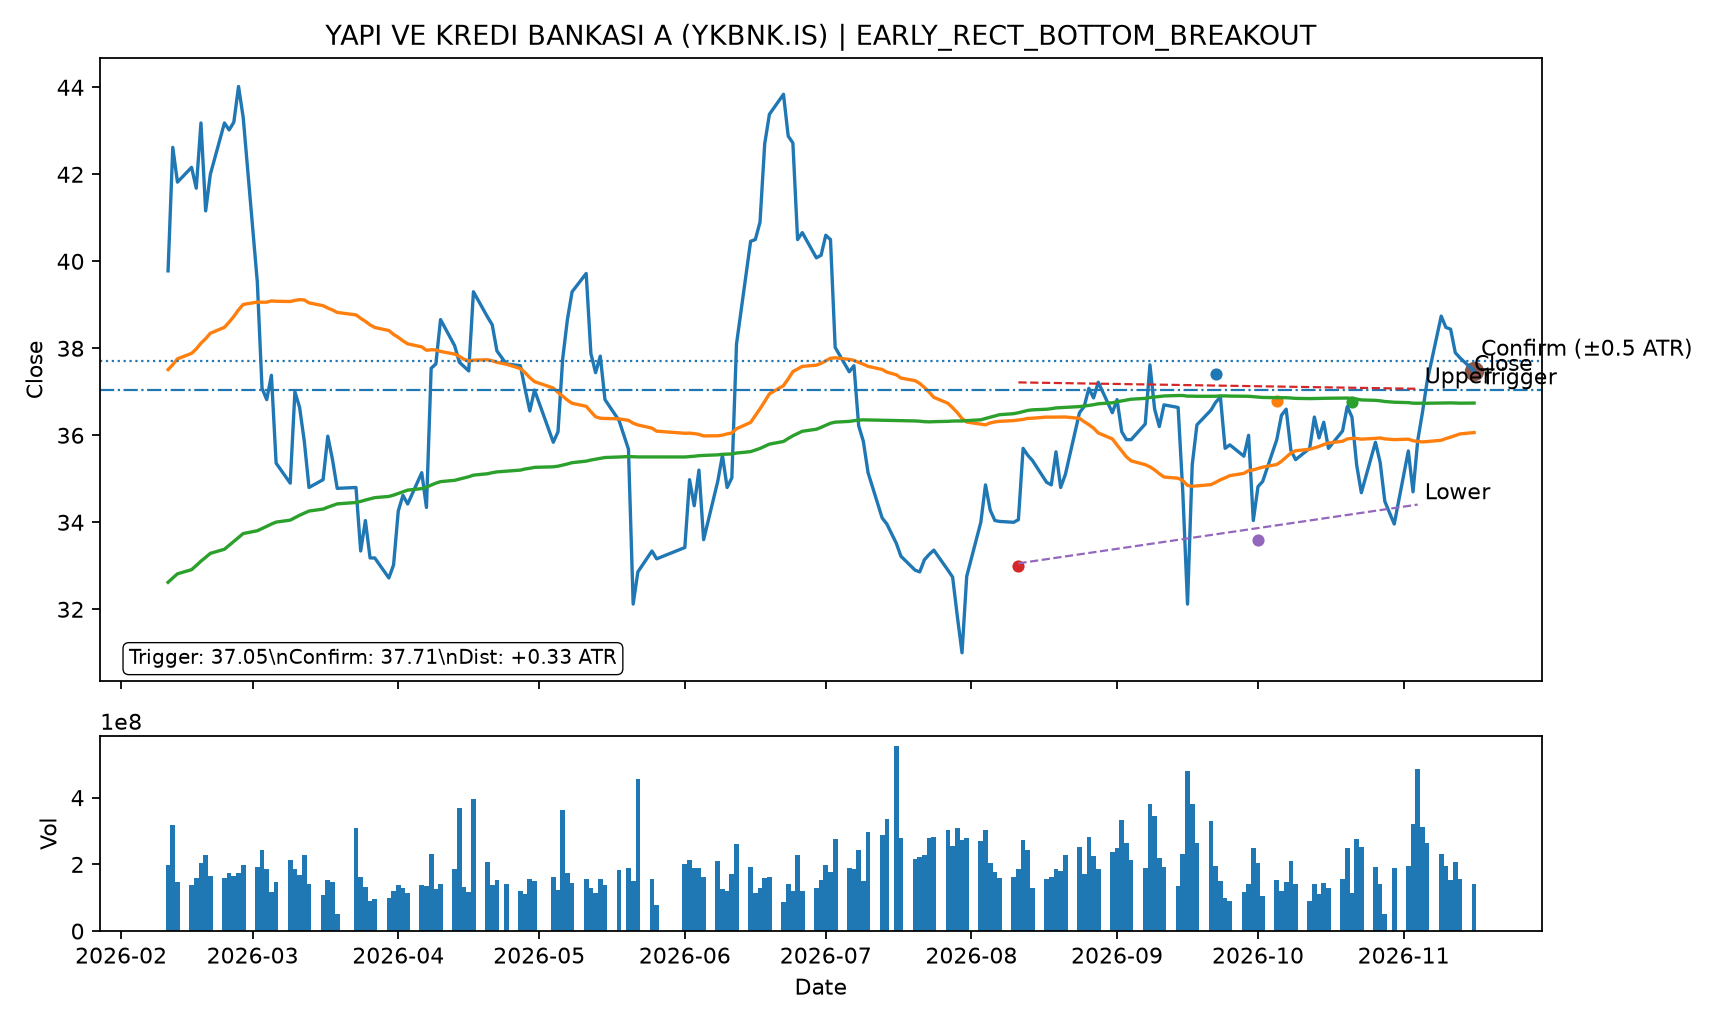 YAPI VE KREDI BANKASI A (YKBNK.IS) | EARLY_RECT_BOTTOM_BREAKOUT
44
42
40
38
36
34
32
Close
Confirm (±0.5 ATR)
Close
Upper
Trigger
Lower
Trigger: 37.05\nConfirm: 37.71\nDist: +0.33 ATR
1e8
4
2
0
Vol
2026-02 2026-03 2026-04 2026-05 2026-06 2026-07 2026-08 2026-09 2026-10 2026-11
Date